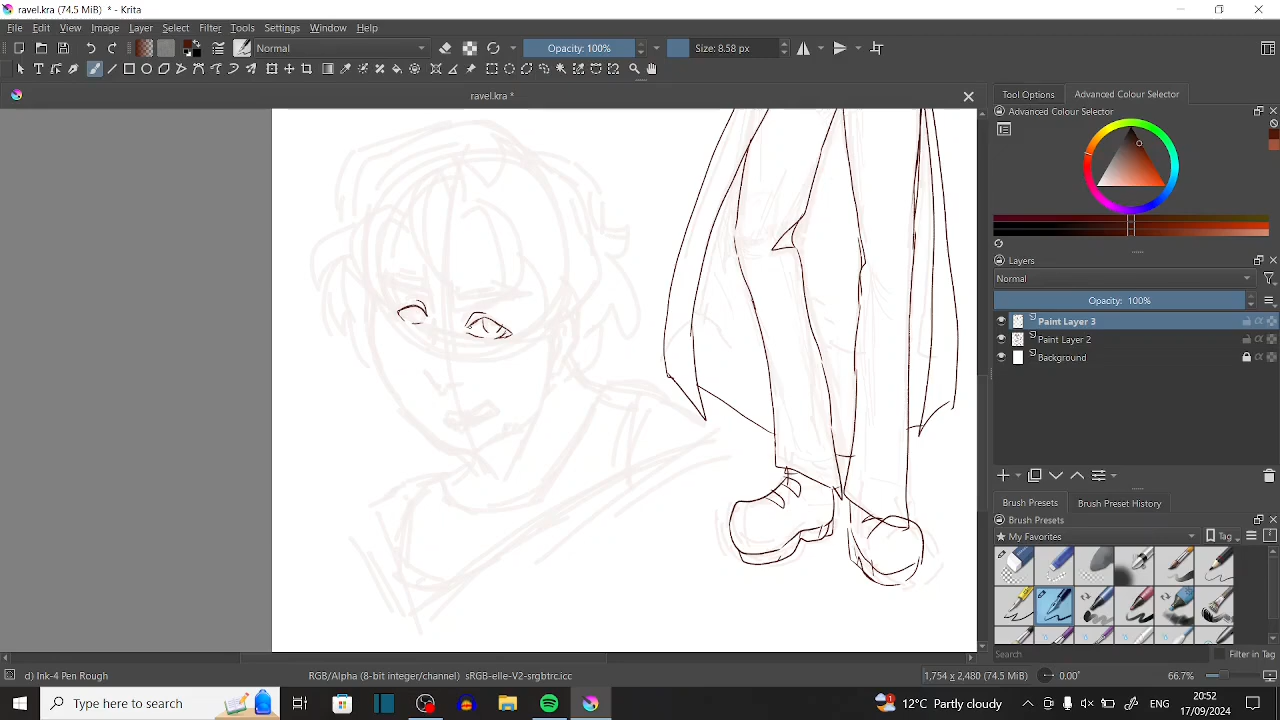 ravel.kra (74.5 MiB) * - Krita
File Edit View Image Layer Select Filter Tools Settings Window Help
Normal
Opacity: 100%
Size: 8.58 px
ravel.kra *
Tool Options
Advanced Colour Selector
Advanced Colour Selector
Layers
Normal
Opacity: 100%
Paint Layer 3
Paint Layer 2
Background
Brush Presets
Brush Preset History
Brush Presets
My Favorites
Tag
Search
Filter in Tag
d) Ink-4 Pen Rough
RGB/Alpha (8-bit integer/channel) sRGB-elle-V2-srgbtrc.icc
1,754 x 2,480 (74.5 MiB)
0.00°
66.7%
Type here to search
12°C Partly cloudy
ENG
20:52
17/09/2024